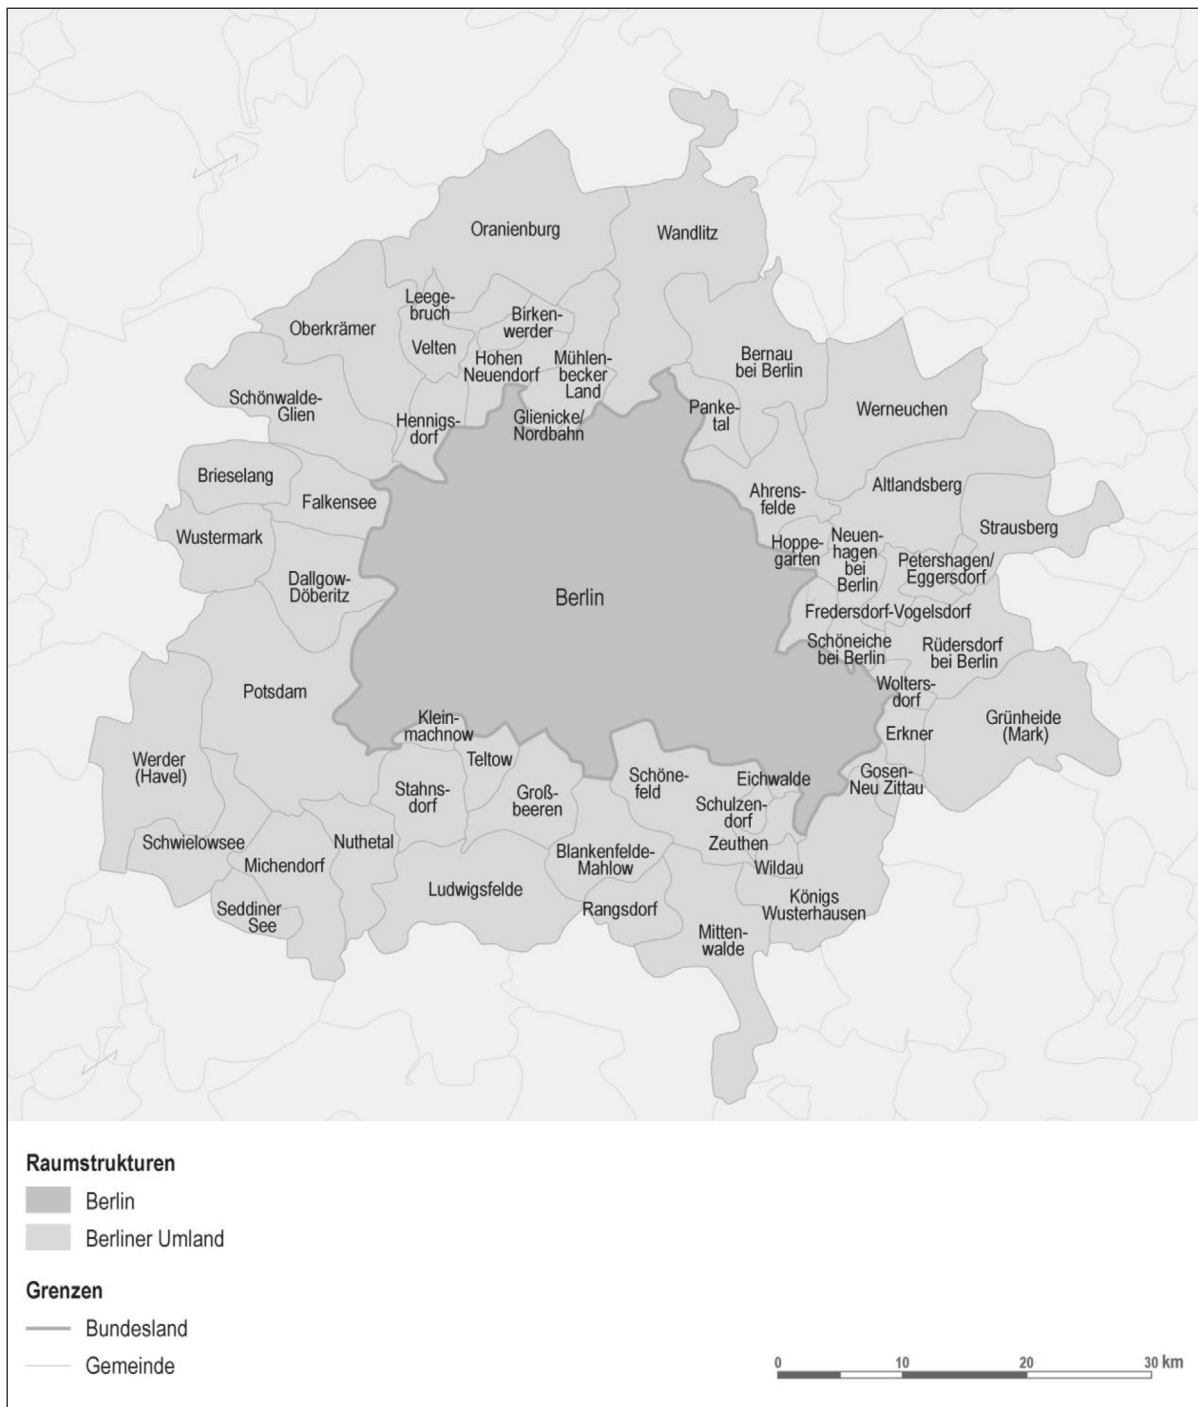 Oranienburg
Wandlitz
Leege-
bruch
Birken-
werder
Oberkrämer
Velten
Hohen
Neuendorf
Mühlen-
becker
Land
Bernau
bei Berlin
Schönwalde-
Glien
Hennigs-
dorf
Glienicke/
Nordbahn
Panke-
tal
Werneuchen
Brieselang
Falkensee
Ahrens-
felde
Altlandsberg
Wustermark
Strausberg
Hoppe-
garten
Neuen-
hagen
bei
Berlin
Petershagen/
Eggersdorf
Dallgow-
Döberitz
Berlin
Fredersdorf-Vogelsdorf
Schöneiche
bei Berlin
Rüdersdorf
bei Berlin
Potsdam
Wolters-
dorf
Klein-
machnow
Grünheide
(Mark)
Erkner
Werder
(Havel)
Teltow
Stahns-
dorf
Groß-
beeren
Schöne-
feld
Eichwalde
Gosen-
Neu Zittau
Schulzen-
dorf
Schwielowsee
Nuthetal
Zeuthen
Michendorf
Blankenfelde-
Mahlow
Wildau
Ludwigsfelde
Königs
Wusterhausen
Seddiner
See
Rangsdorf
Mitten-
walde
Raumstrukturen
Berlin
Berliner Umland
Grenzen
Bundesland
Gemeinde
0 10 20 30 km